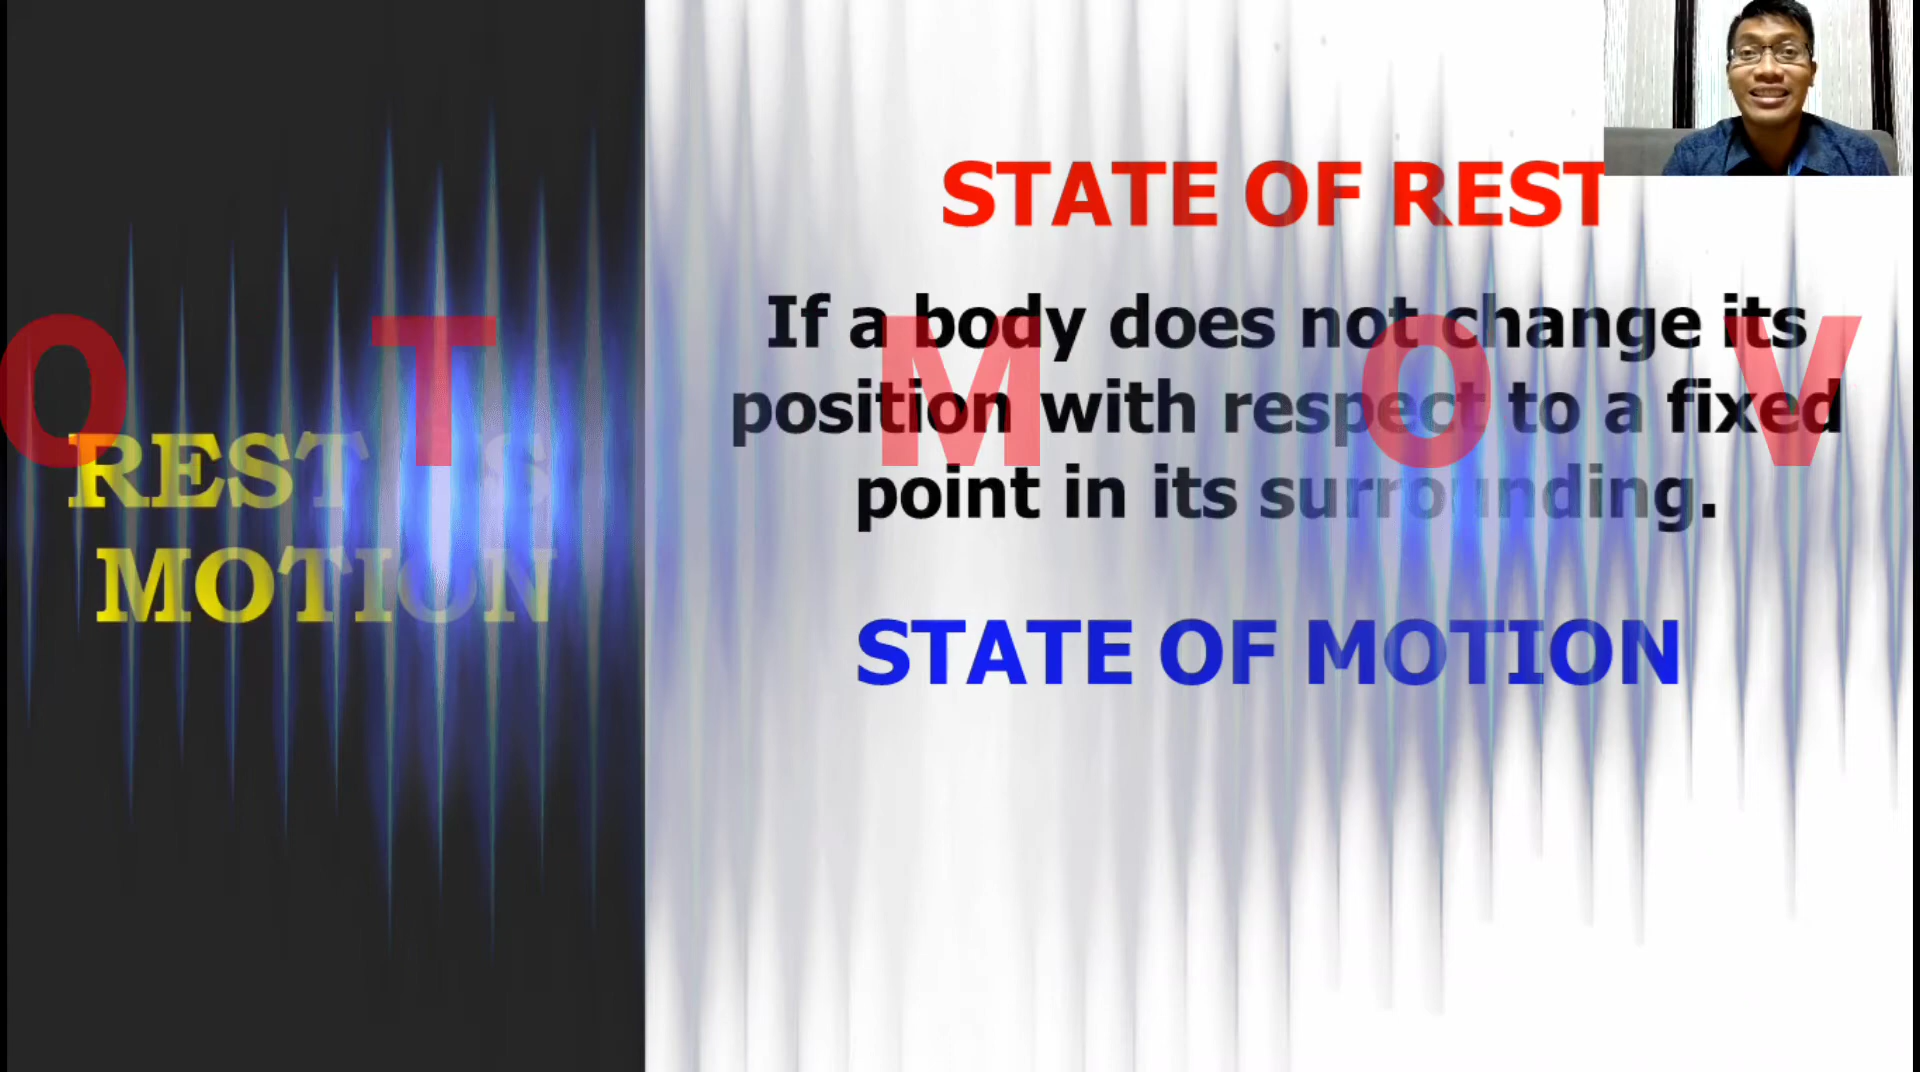 REST VS
MOTION
STATE OF REST
If a body does not change its
position with respect to a fixed
point in its surrounding.
STATE OF MOTION
O T M O V